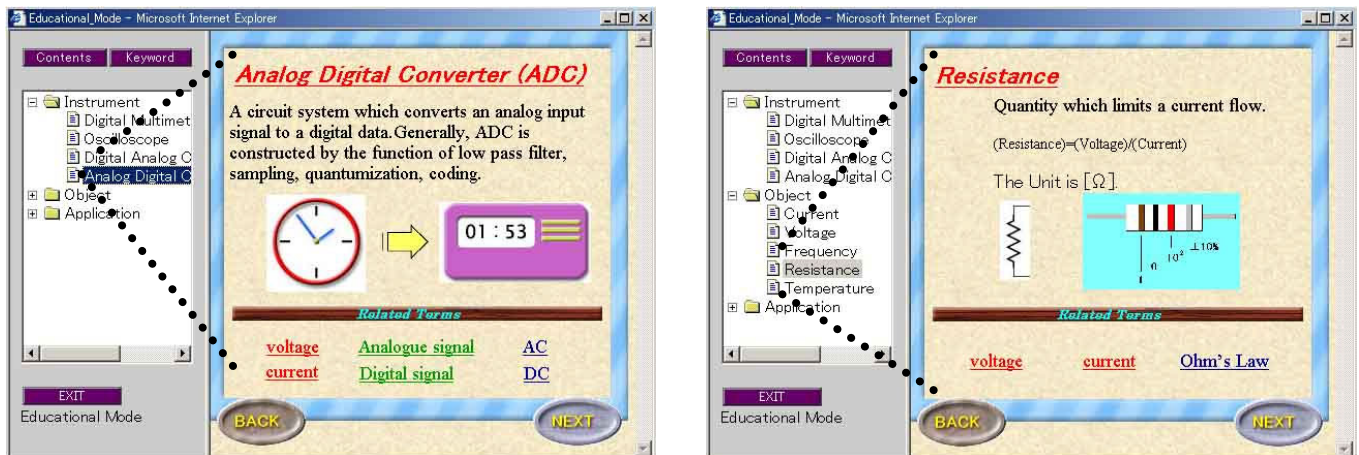 Educational_Mode - Microsoft Internet Explorer
Contents Keyword
Instrument
Digital Multimet
Oscilloscope
Digital Analog C
Analog Digital C
Object
Application
EXIT
Educational Mode
Analog Digital Converter (ADC)
A circuit system which converts an analog input
signal to a digital data.Generally, ADC is
constructed by the function of low pass filter,
sampling, quantumization, coding.
01 : 53
Related Terms
voltage Analogue signal AC
current Digital signal DC
BACK NEXT
Educational_Mode - Microsoft Internet Explorer
Contents Keyword
Instrument
Digital Multimet
Oscilloscope
Digital Analog C
Analog Digital C
Object
Current
Voltage
Frequency
Resistance
Temperature
Application
EXIT
Educational Mode
Resistance
Quantity which limits a current flow.
(Resistance)=(Voltage)/(Current)
The Unit is [Ω].
10² 10%
Related Terms
voltage current Ohm's Law
BACK NEXT